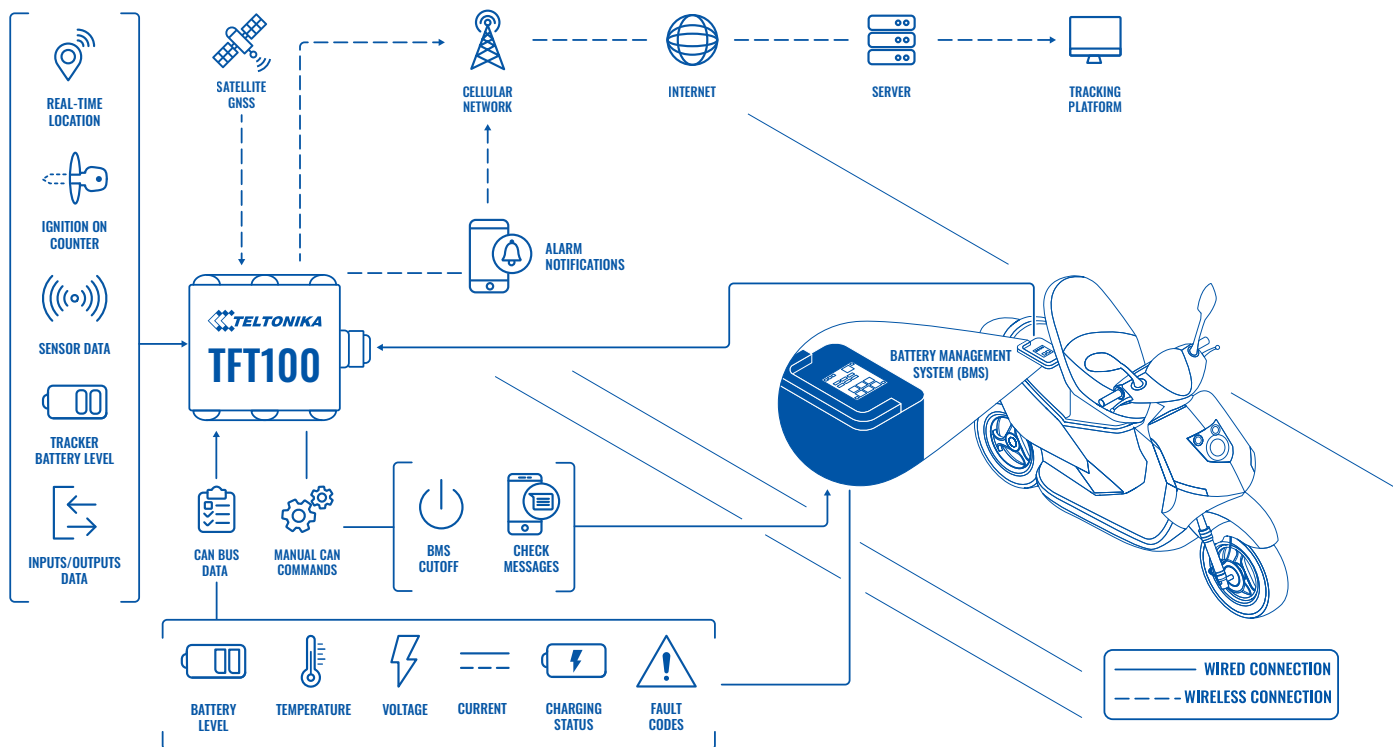 REAL-TIME
LOCATION
IGNITION ON
COUNTER
SENSOR DATA
TRACKER
BATTERY LEVEL
INPUTS/OUTPUTS
DATA
SATELLITE
GNSS
CELLULAR
NETWORK
INTERNET
SERVER
TRACKING
PLATFORM
ALARM
NOTIFICATIONS
TELTONIKA
TFT100
BATTERY MANAGEMENT
SYSTEM (BMS)
CAN BUS
DATA
MANUAL CAN
COMMANDS
BMS
CUTOFF
CHECK
MESSAGES
BATTERY
LEVEL
TEMPERATURE
VOLTAGE
CURRENT
CHARGING
STATUS
FAULT
CODES
WIRED CONNECTION
WIRELESS CONNECTION